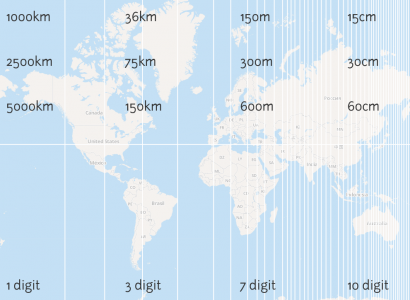 1000km 36km 150m 15cm
2500km 75km 300m 30cm
5000km 150km 600m 60cm
Canada
United States
Mexico
Brazil
1 digit 3 digit 7 digit 10 digit